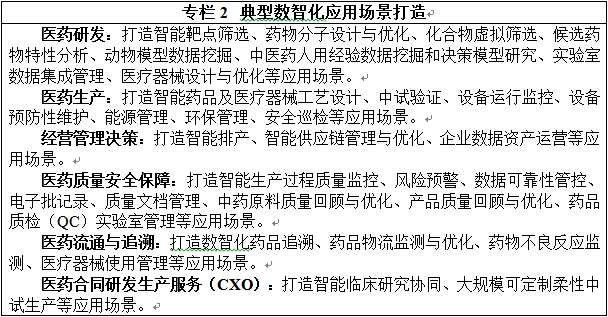 专栏 2 典型数智化应用场景打造
医药研发：打造智能靶点筛选、药物分子设计与优化、化合物虚拟筛选、候选药
物特性分析、动物模型数据挖掘、中医药人用经验数据挖掘和决策模型研究、实验室
数据集成管理、医疗器械设计与优化等应用场景。
医药生产：打造智能药品及医疗器械工艺设计、中试验证、设备运行监控、设备
预防性维护、能源管理、环保管理、安全巡检等应用场景。
经营管理决策：打造智能排产、智能供应链管理与优化、企业数据资产运营等应
用场景。
医药质量安全保障：打造智能生产过程质量监控、风险预警、数据可靠性管控、
电子批记录、质量文档管理、中药原料质量回顾与优化、产品质量回顾与优化、药品
质检（QC）实验室管理等应用场景。
医药流通与追溯：打造数智化药品追溯、药品物流监测与优化、药物不良反应监
测、医疗器械使用管理等应用场景。
医药合同研发生产服务（CXO）：打造智能临床研究协同、大规模可定制柔性中
试生产等应用场景。